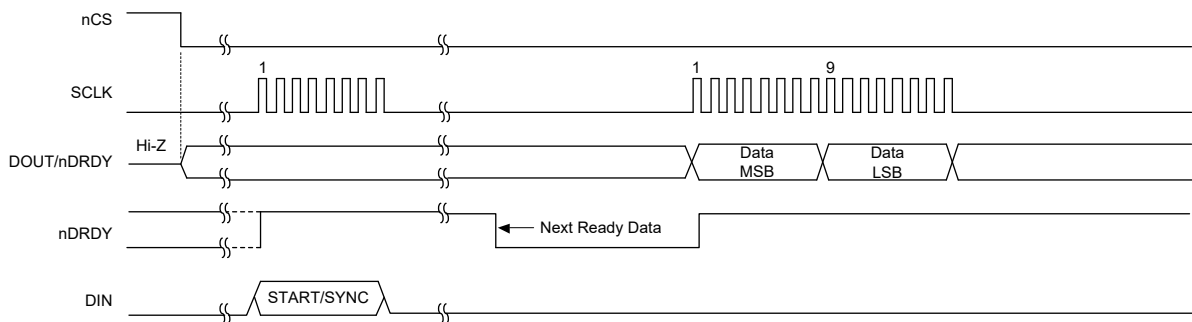 nCS
1
1
9
SCLK
Hi-Z
DOUT/nDRDY
Data
MSB
Data
LSB
nDRDY
Next Ready Data
DIN
START/SYNC